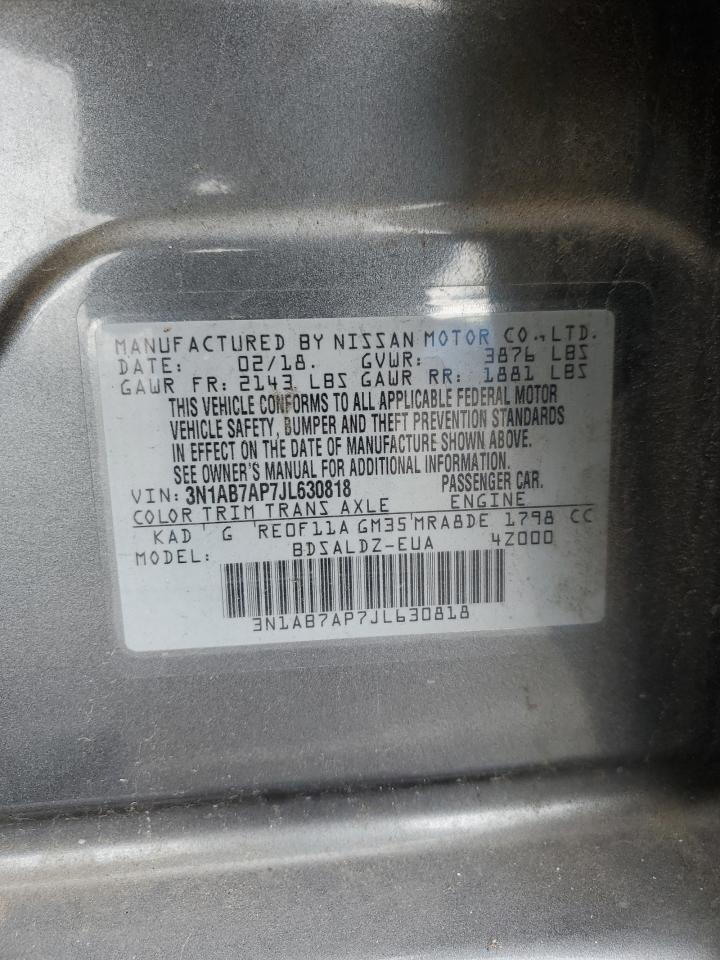 MANUFACTURED BY NISSAN MOTOR CO., LTD.
DATE: 02/18. GVWR: 3876 LBS
GAWR FR: 2143 LBS GAWR RR: 1881 LBS
THIS VEHICLE CONFORMS TO ALL APPLICABLE FEDERAL MOTOR
VEHICLE SAFETY, BUMPER AND THEFT PREVENTION STANDARDS
IN EFFECT ON THE DATE OF MANUFACTURE SHOWN ABOVE.
SEE OWNER'S MANUAL FOR ADDITIONAL INFORMATION.
VIN: 3N1AB7AP7JL630818 PASSENGER CAR.
COLOR TRIM TRANS AXLE ENGINE
KAD G RE0F11A GM35 MRA8DE 1798 CC
MODEL: BDSALDZ-EUA 4Z000
3N1AB7AP7JL630818